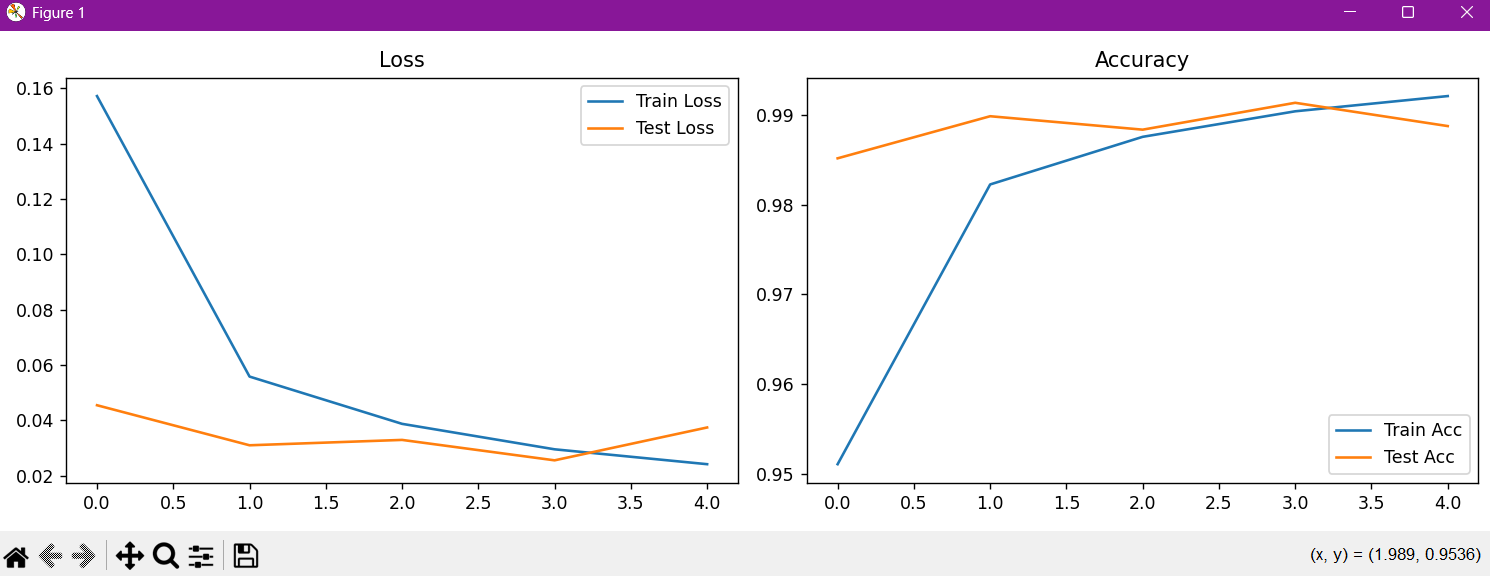 Figure 1
Loss
0.16
0.14
0.12
0.10
0.08
0.06
0.04
0.02
0.0 0.5 1.0 1.5 2.0 2.5 3.0 3.5 4.0
Train Loss
Test Loss
Accuracy
0.99
0.98
0.97
0.96
0.95
0.0 0.5 1.0 1.5 2.0 2.5 3.0 3.5 4.0
Train Acc
Test Acc
(x, y) = (1.989, 0.9536)